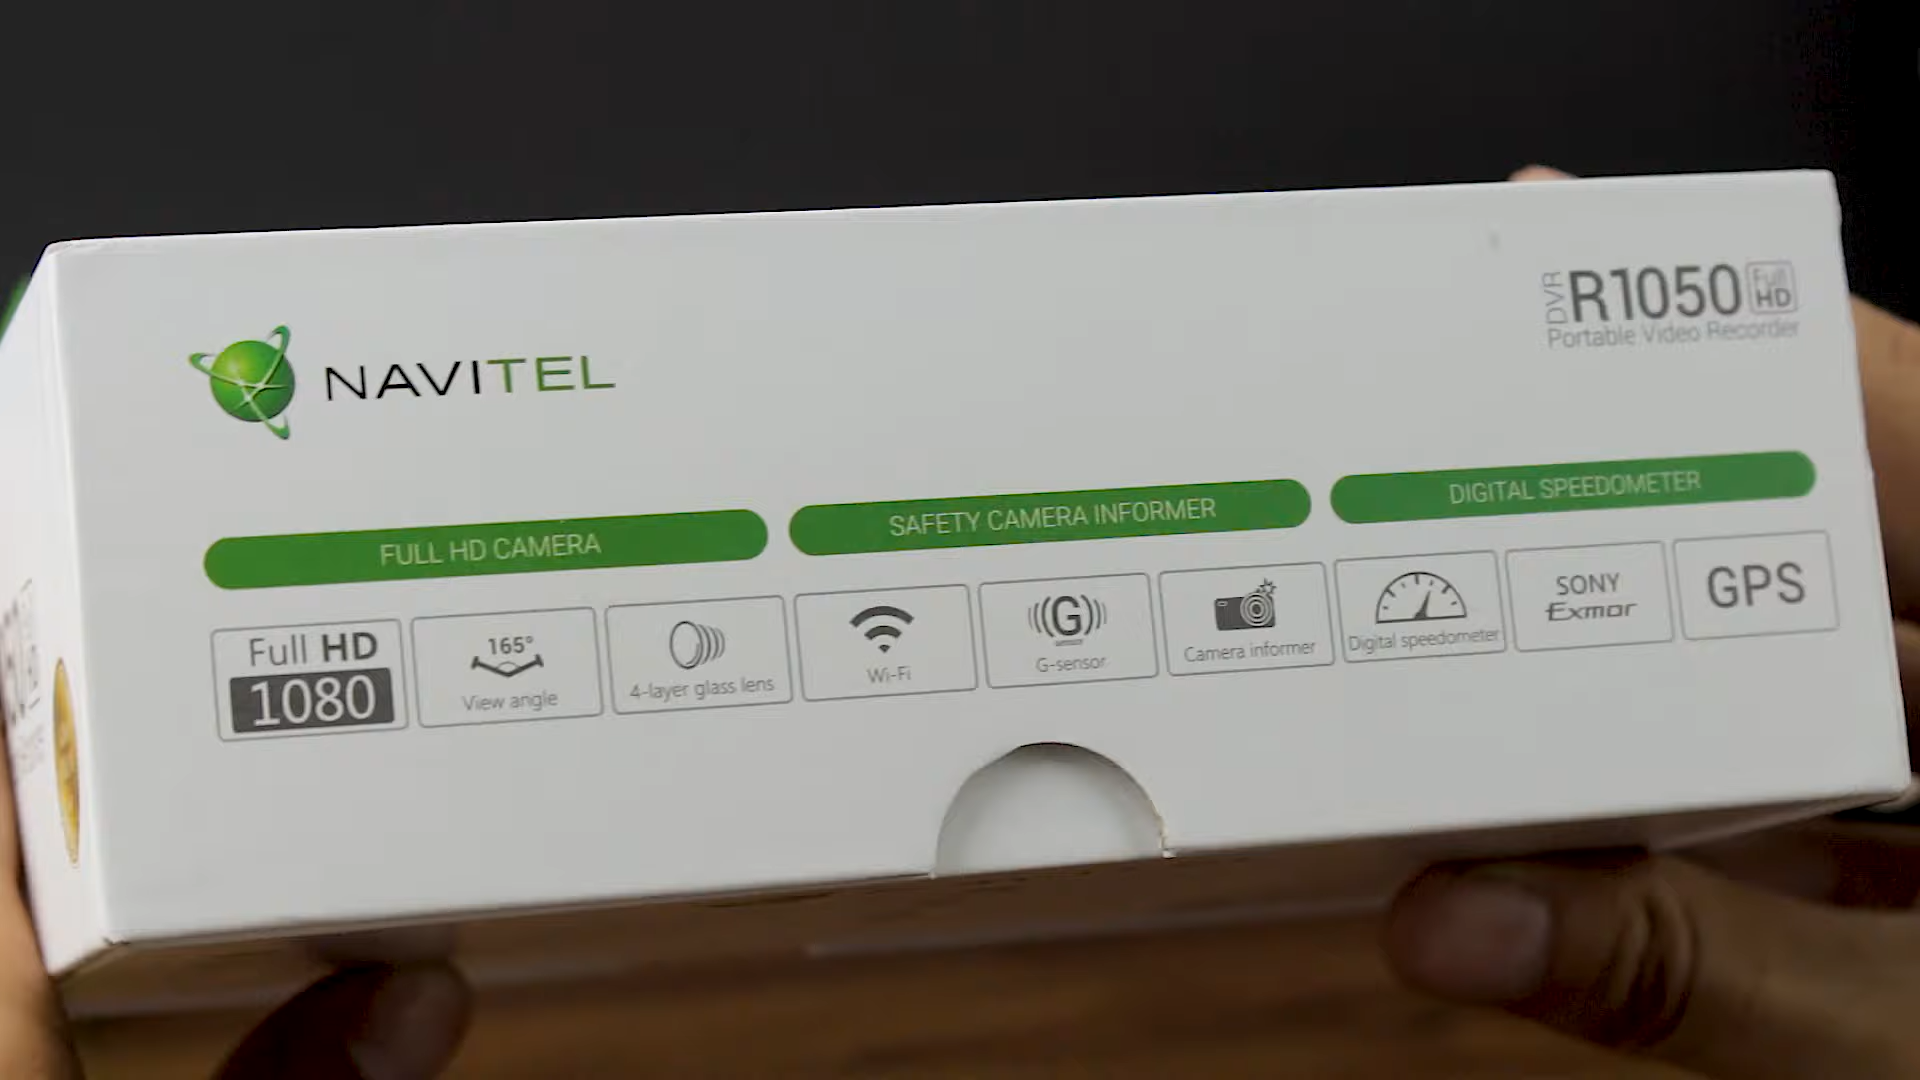 NAVITEL
DVR R1050 Full HD
Portable Video Recorder
FULL HD CAMERA
SAFETY CAMERA INFORMER
DIGITAL SPEEDOMETER
Full HD
1080
165°
View angle
4-layer glass lens
Wi-Fi
G
sensor
G-sensor
Camera informer
Digital speedometer
SONY
Exmor
GPS